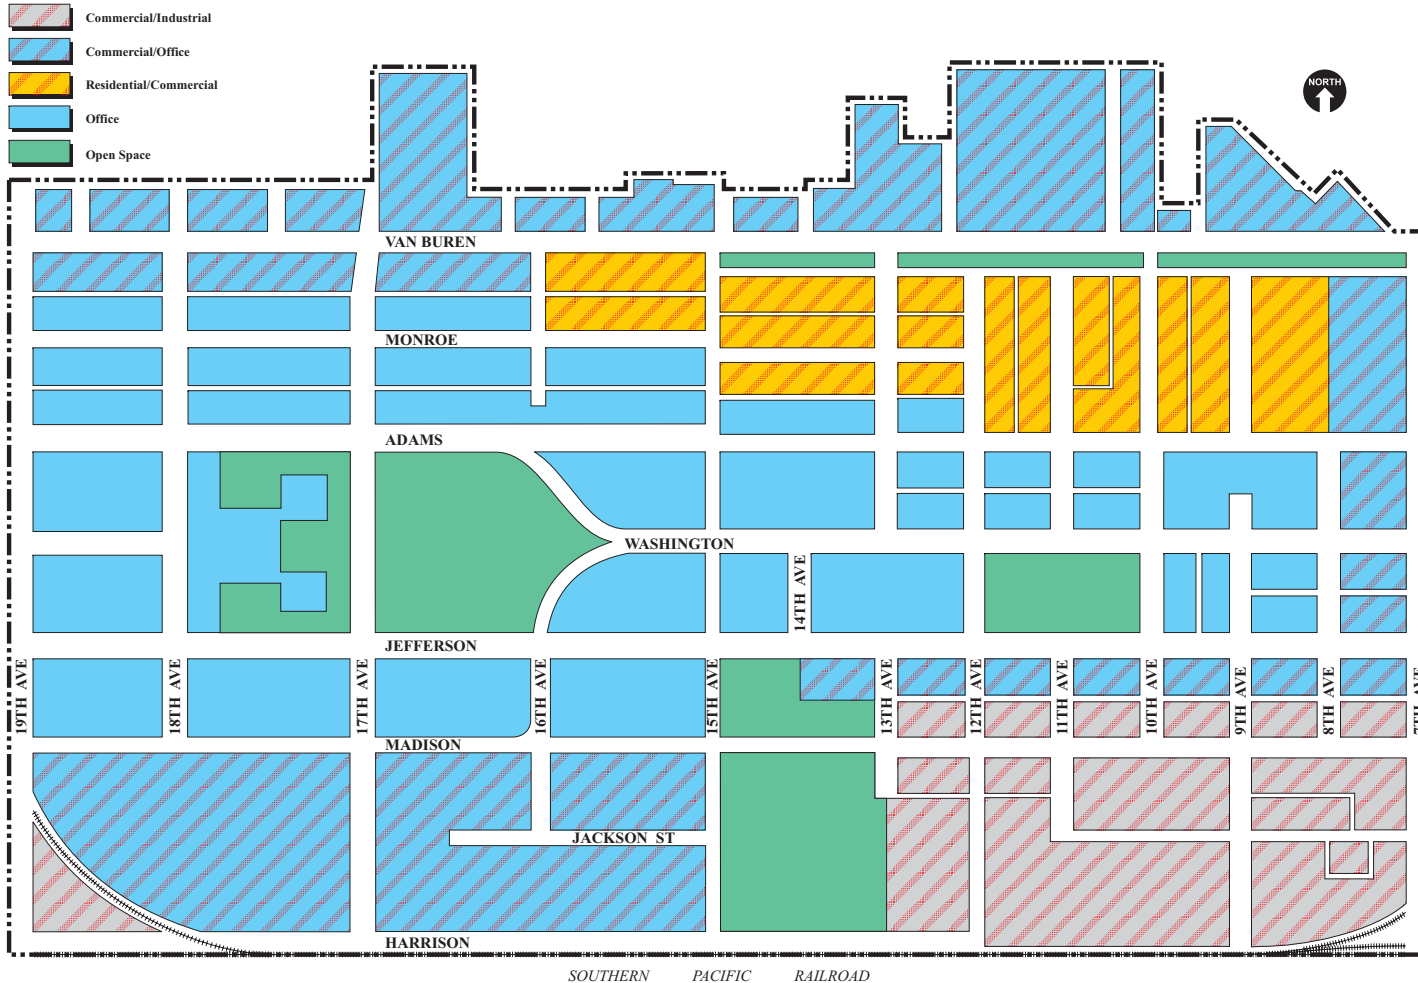 Commercial/Industrial
Commercial/Office
Residential/Commercial
Office
Open Space
NORTH
VAN BUREN
MONROE
ADAMS
WASHINGTON
14TH AVE
JEFFERSON
19TH AVE
18TH AVE
17TH AVE
16TH AVE
15TH AVE
13TH AVE
12TH AVE
11TH AVE
10TH AVE
9TH AVE
8TH AVE
7TH AVE
MADISON
JACKSON ST
HARRISON
SOUTHERN PACIFIC RAILROAD